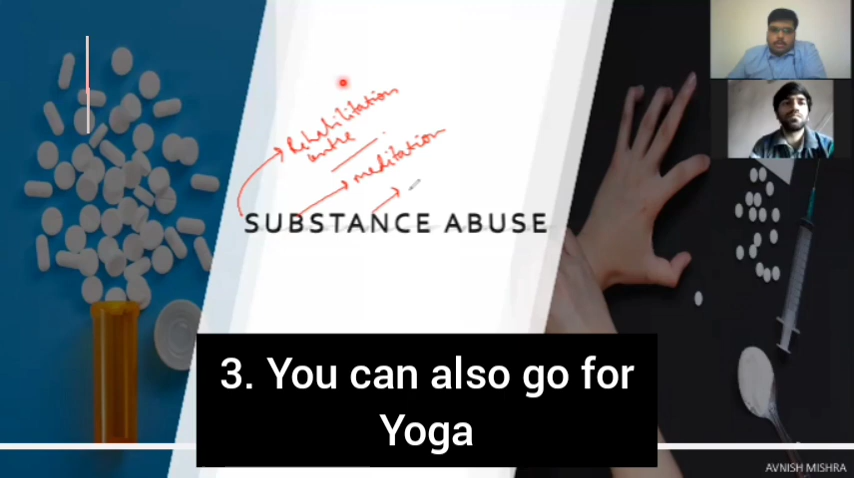 Rehabilitation
centre
meditation
SUBSTANCE ABUSE
3. You can also go for
Yoga
AVNISH MISHRA